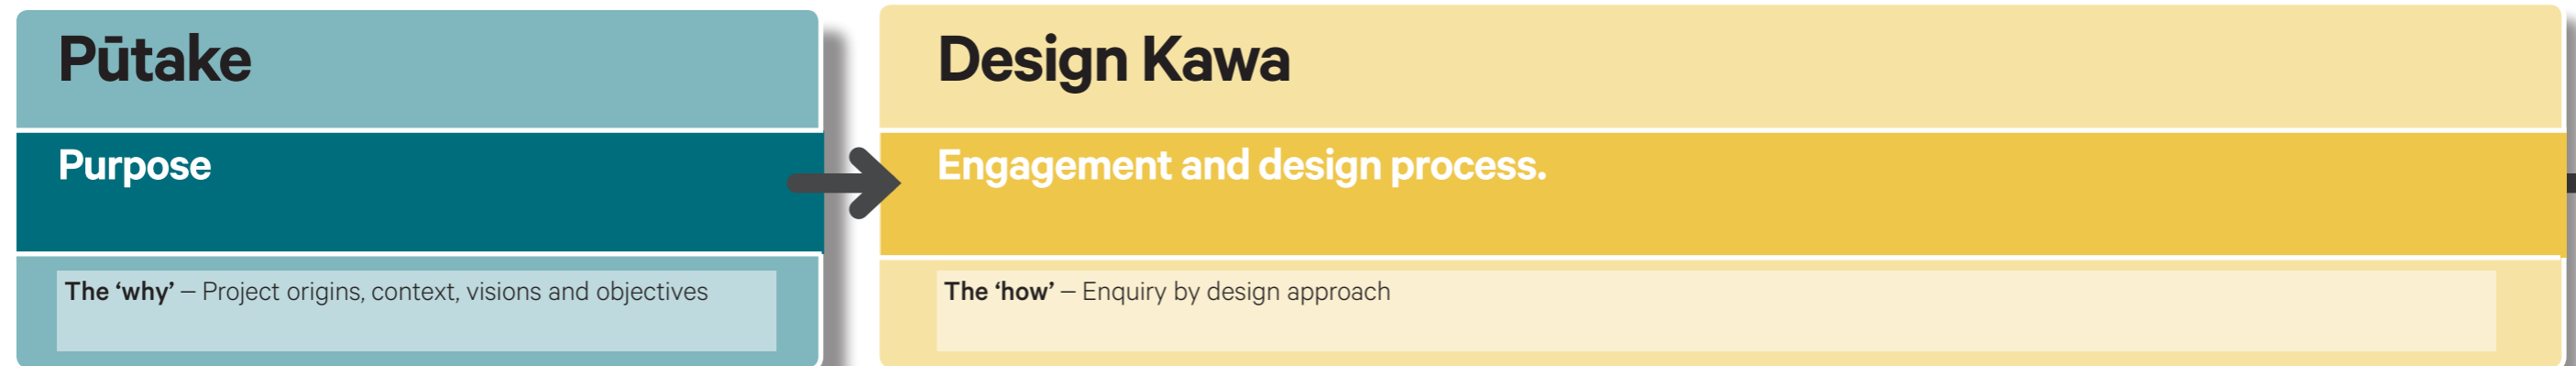 Pūtake
Purpose
The ‘why’ – Project origins, context, visions and objectives
Design Kawa
Engagement and design process.
The ‘how’ – Enquiry by design approach